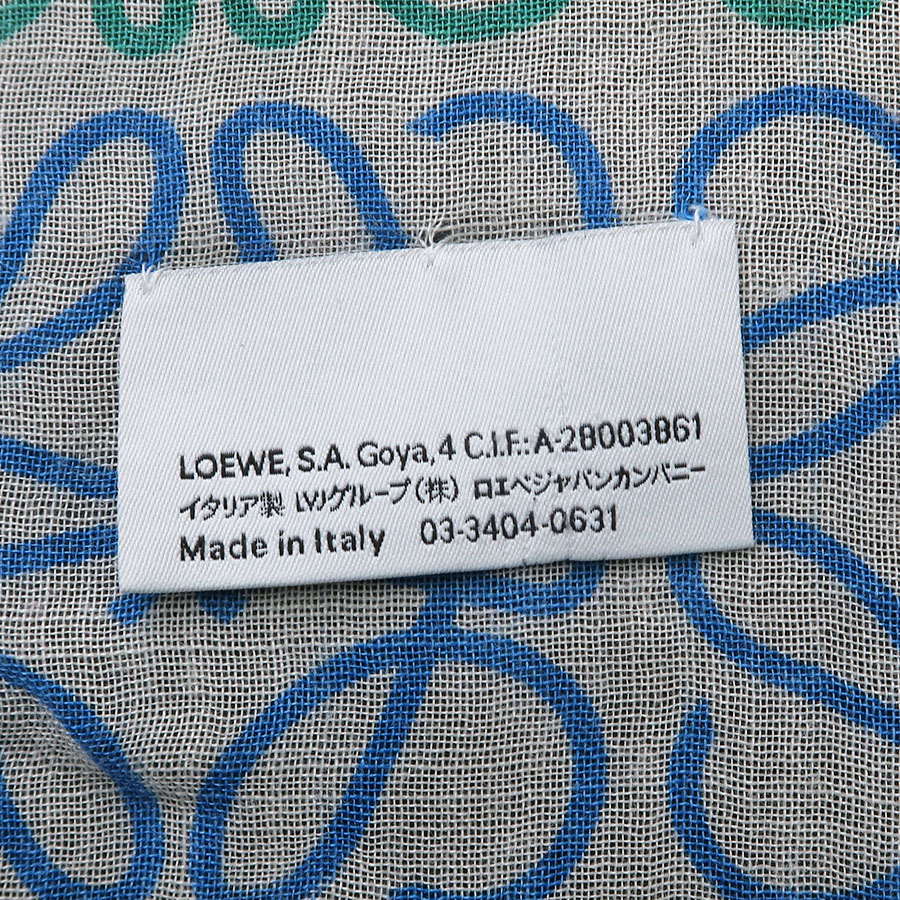 LOEWE, S.A. Goya, 4 C.I.F.: A-28003861
イタリア製 LVJグループ(株) ロエベジャパンカンパニー
Made in Italy 03-3404-0631